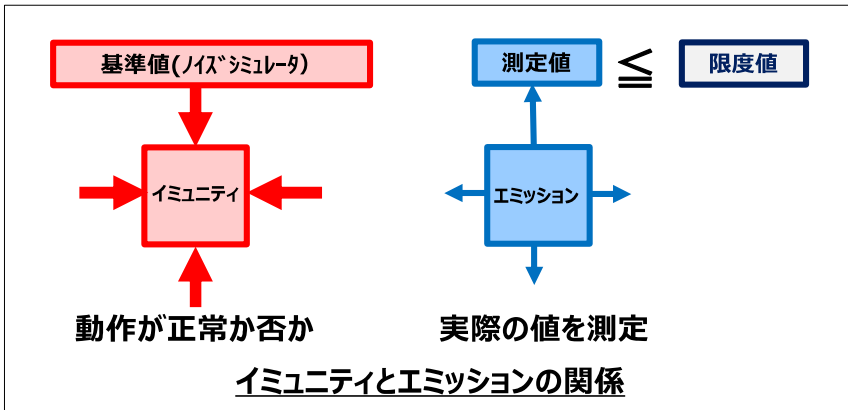 基準値(ﾉｲｽﾞｼﾐｭﾚｰﾀ)
測定値 ≦ 限度値
イミュニティ
エミッション
動作が正常か否か
実際の値を測定
イミュニティとエミッションの関係